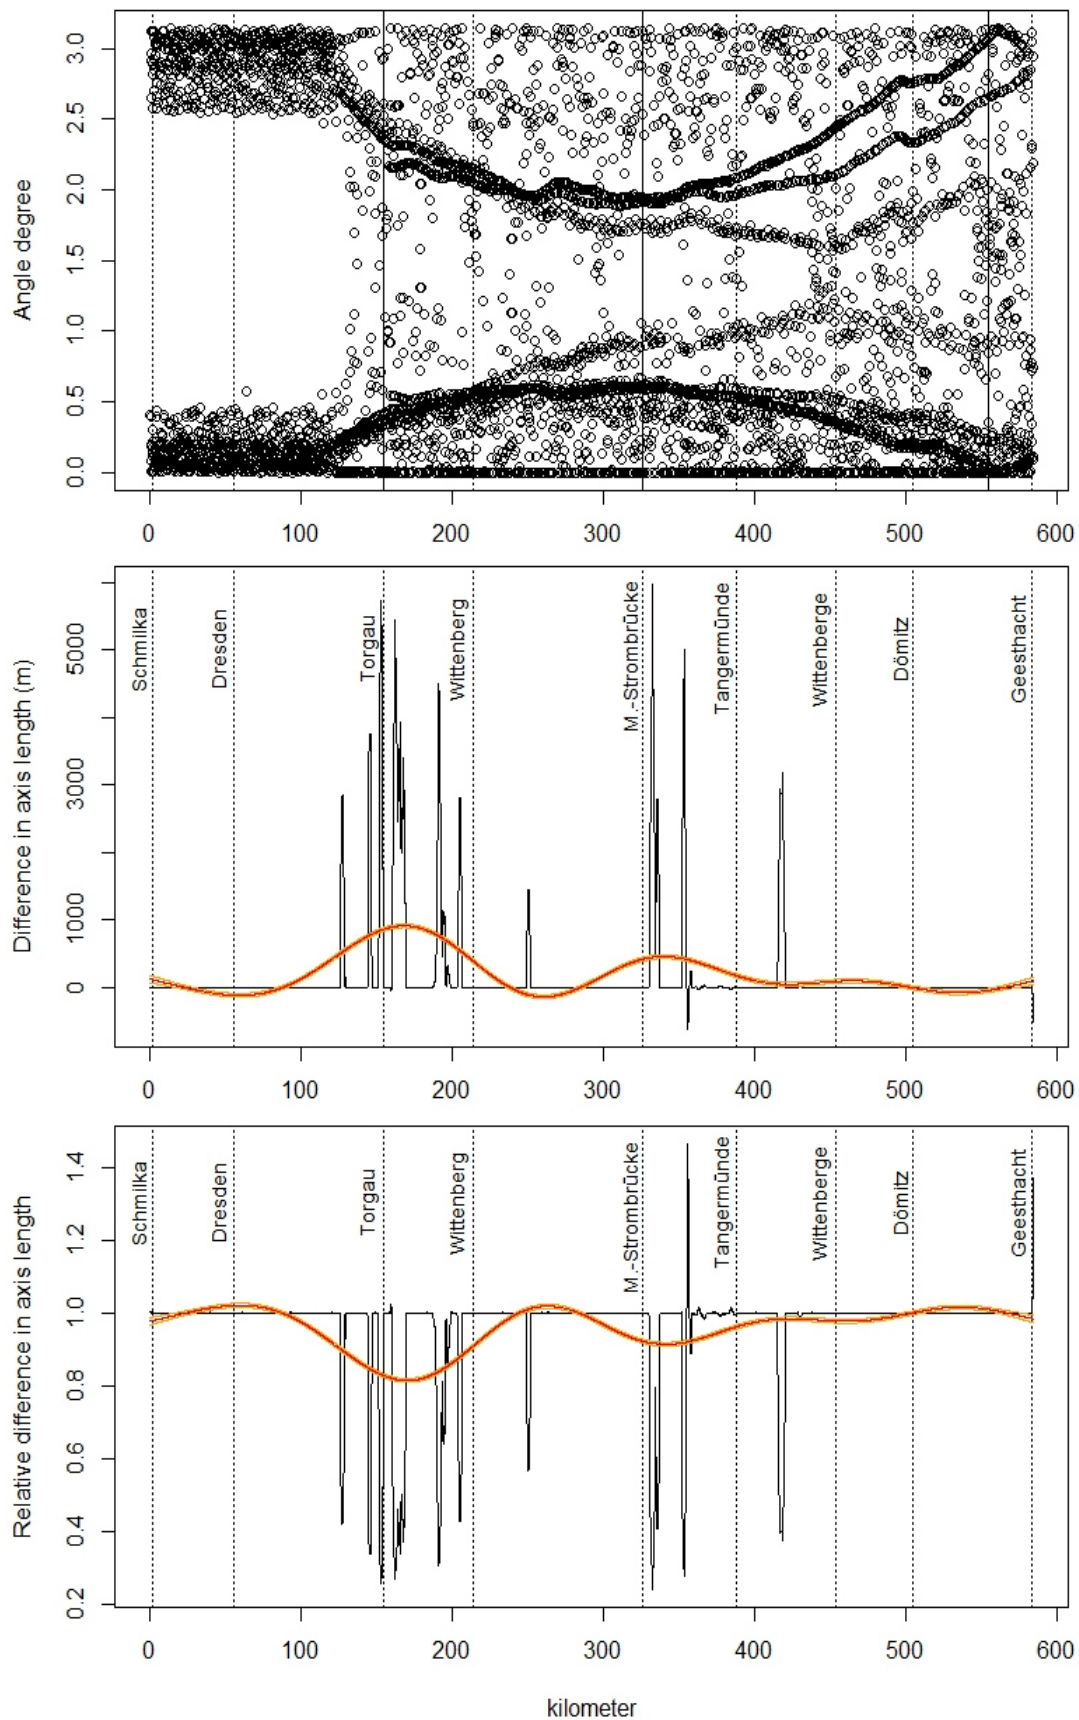 Angle degree
3.0
2.5
2.0
1.5
1.0
0.5
0.0
0 100 200 300 400 500 600
Difference in axis length (m)
5000
3000
1000
0
Schmilka
Dresden
Torgau
Wittenberg
M.-Strombrücke
Tangermünde
Wittenberge
Dömitz
Geesthacht
0 100 200 300 400 500 600
Relative difference in axis length
1.4
1.2
1.0
0.8
0.6
0.4
0.2
Schmilka
Dresden
Torgau
Wittenberg
M.-Strombrücke
Tangermünde
Wittenberge
Dömitz
Geesthacht
0 100 200 300 400 500 600
kilometer